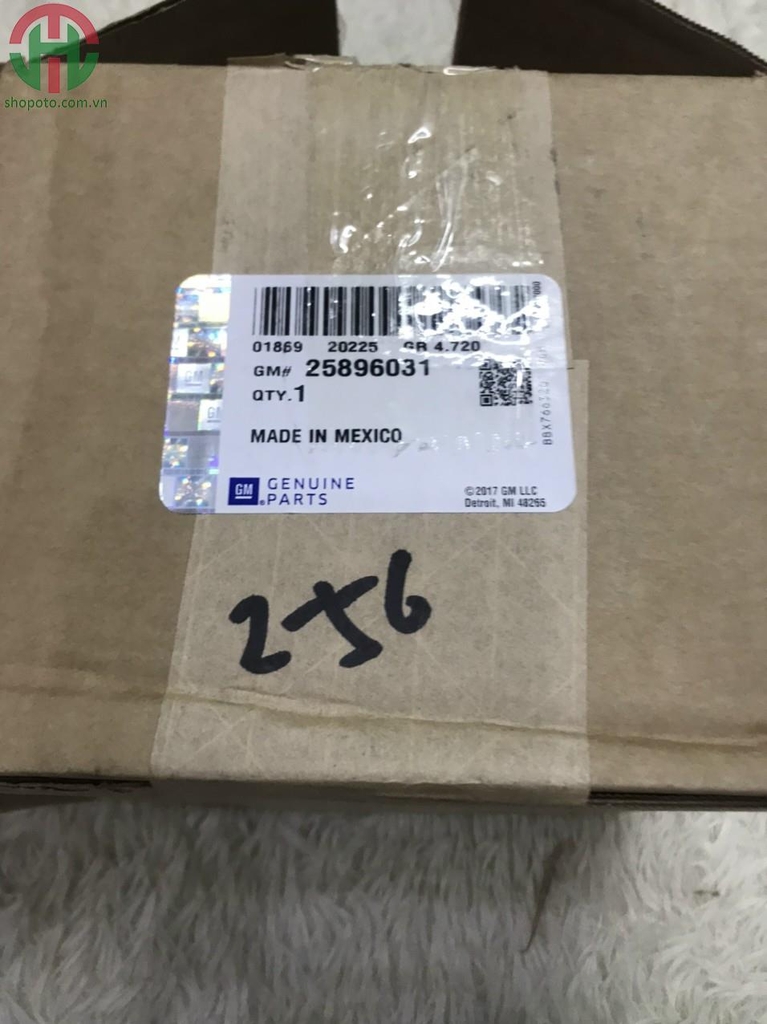 shopoto.com.vn
01869 20225 GR 4.720
GM# 25896031
QTY.1
MADE IN MEXICO
GM GENUINE
PARTS
©2017 GM LLC
Detroit, MI 48265
256